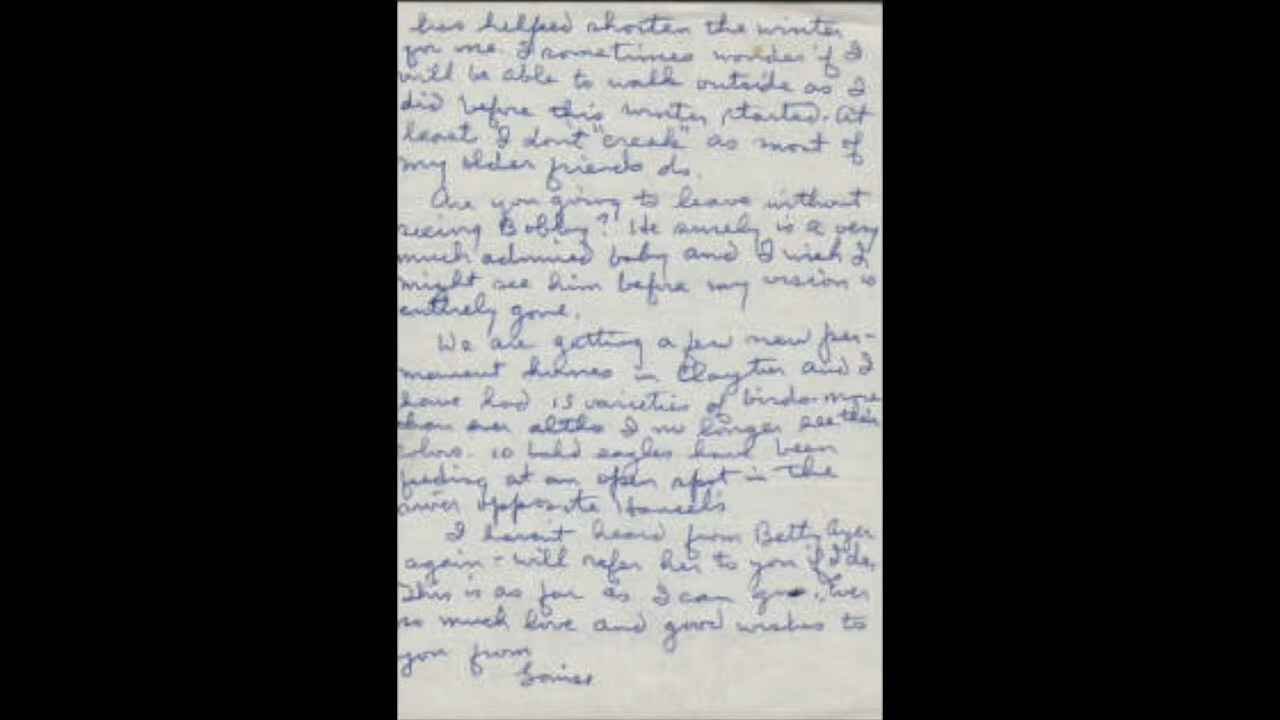 has helped shorten the winter
for me. I sometimes wonder if I
will be able to walk outside as I
did before this winter started. At
least I don't "creak" as most of
my older friends do.
Are you going to leave without
seeing Bobby? He surely is a very
much admired baby and I wish I
might see him before my vision is
entirely gone.
We are getting a few new per-
manent homes in Clayton and I
have had 15 varieties of birds more
than ever altho I no longer see their
colors. 10 bald eagles have been
feeding at an open spot in the
river opposite
I haven't heard from Betty Ayer
again - will refer her to you if I do.
This is as far as I can go. Ever
so much love and good wishes to
you from
Louise